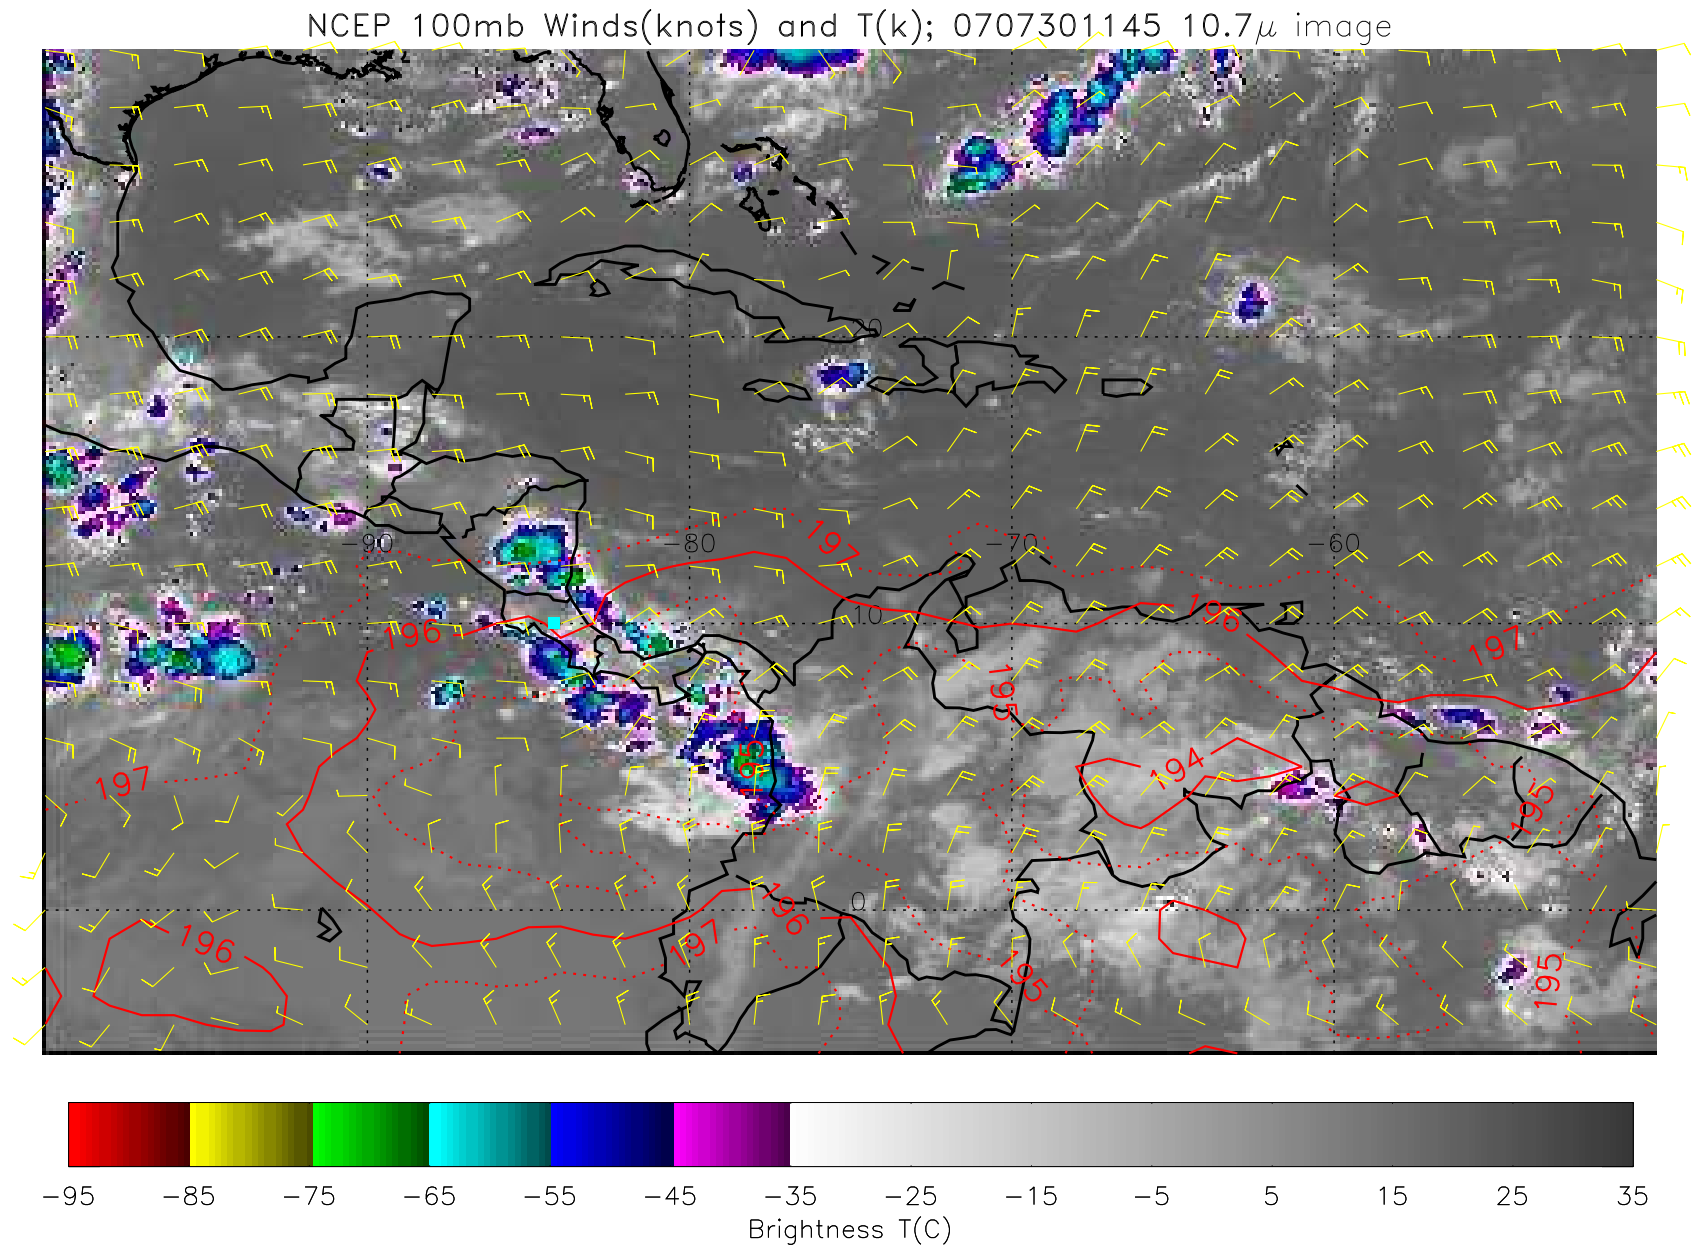 NCEP 100mb Winds(knots) and T(k); 0707301145 10.7μ image
20
197
-90 -80 -70 -60
196 10 196
197
195
197 195 194
195
196 0
196 197 195 195
-95 -85 -75 -65 -55 -45 -35 -25 -15 -5 5 15 25 35
Brightness T(C)